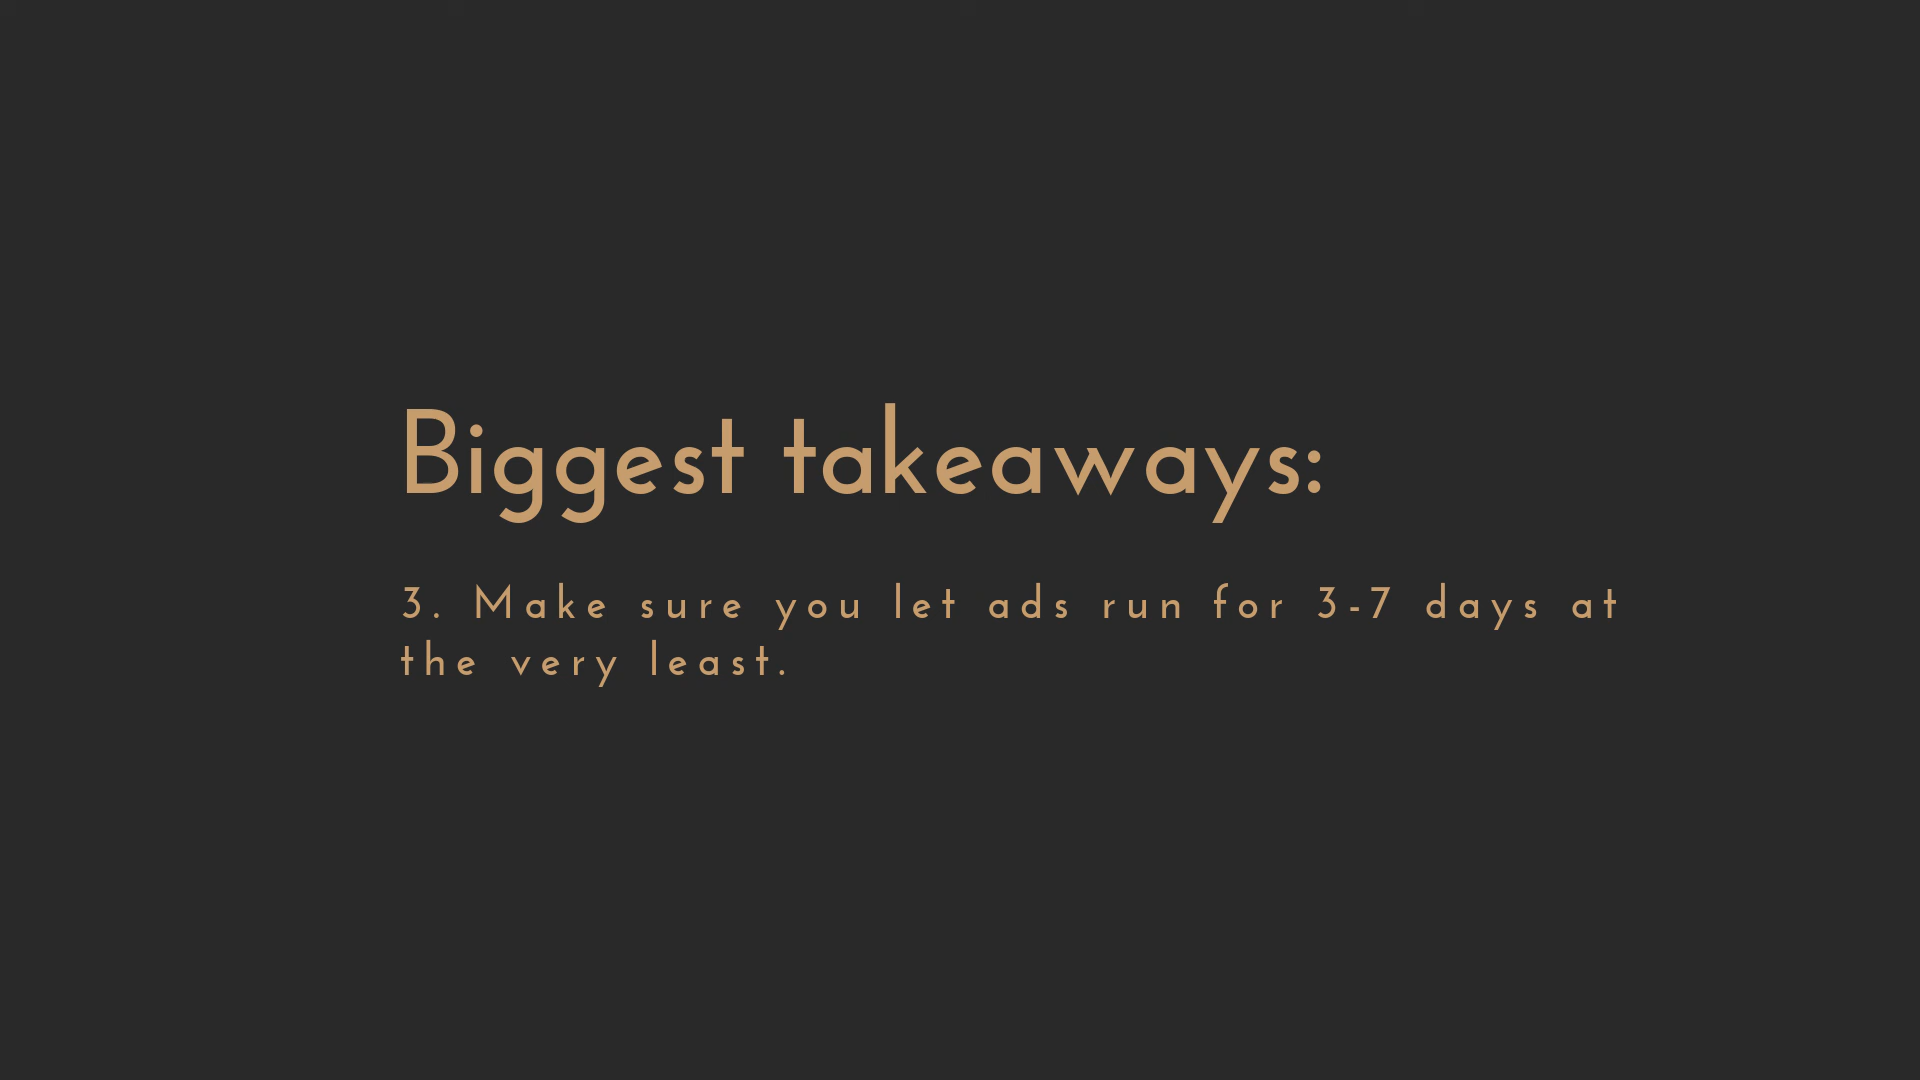 Biggest takeaways:
3. Make sure you let ads run for 3-7 days at
the very least.